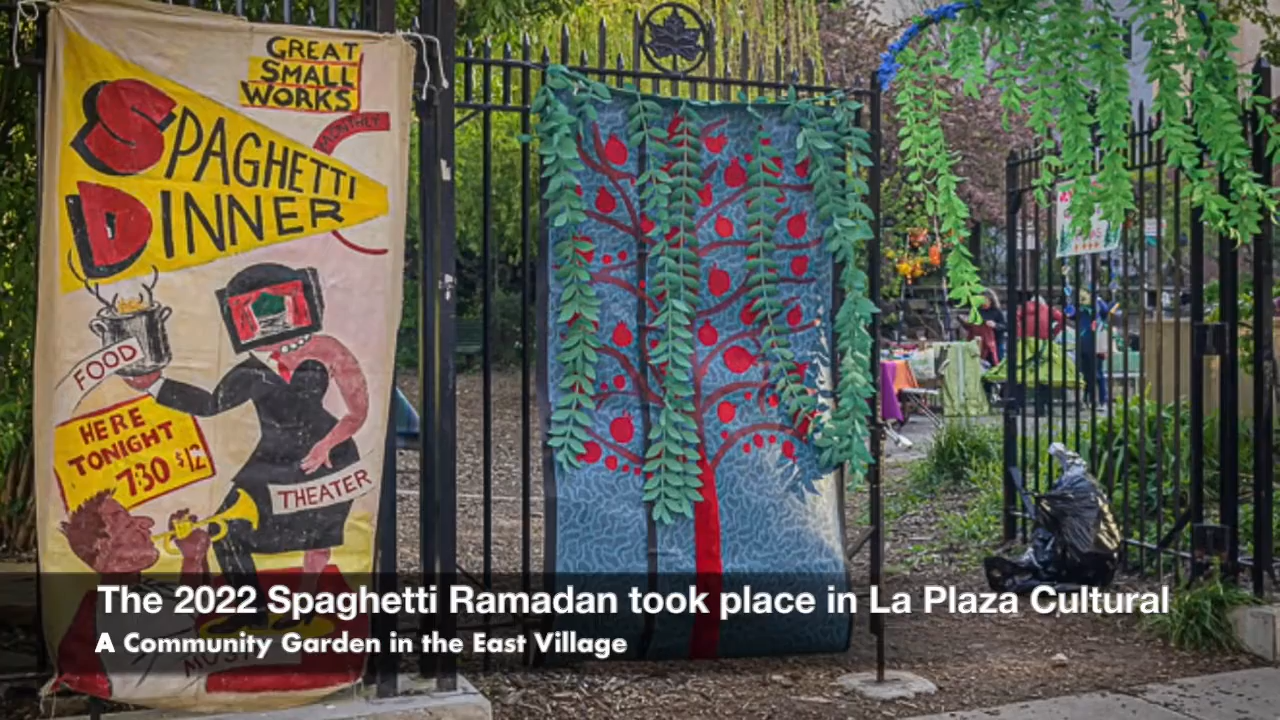 GREAT
SMALL
WORKS
MONTHLY
SPAGHETTI
DINNER
FOOD
HERE
TONIGHT
7:30 $12
THEATER
The 2022 Spaghetti Ramadan took place in La Plaza Cultural
A Community Garden in the East Village